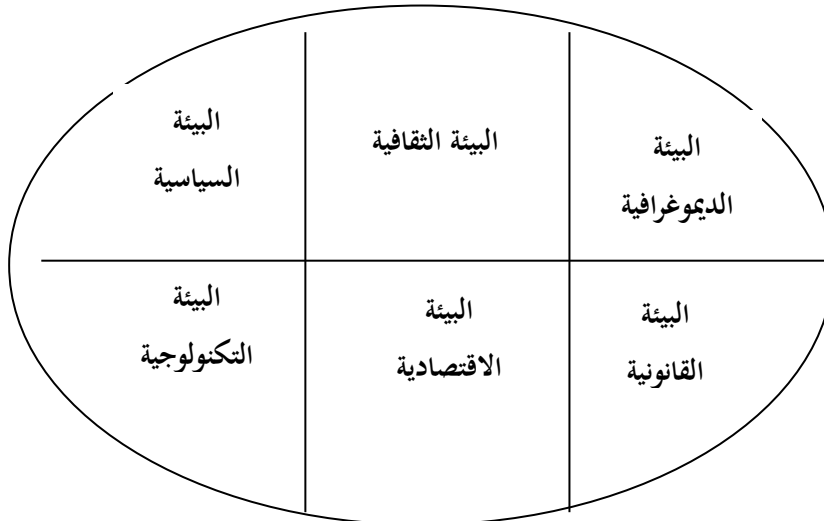 البيئة
الديموغرافية
البيئة الثقافية
البيئة
السياسية
البيئة
القانونية
البيئة
الاقتصادية
البيئة
التكنولوجية